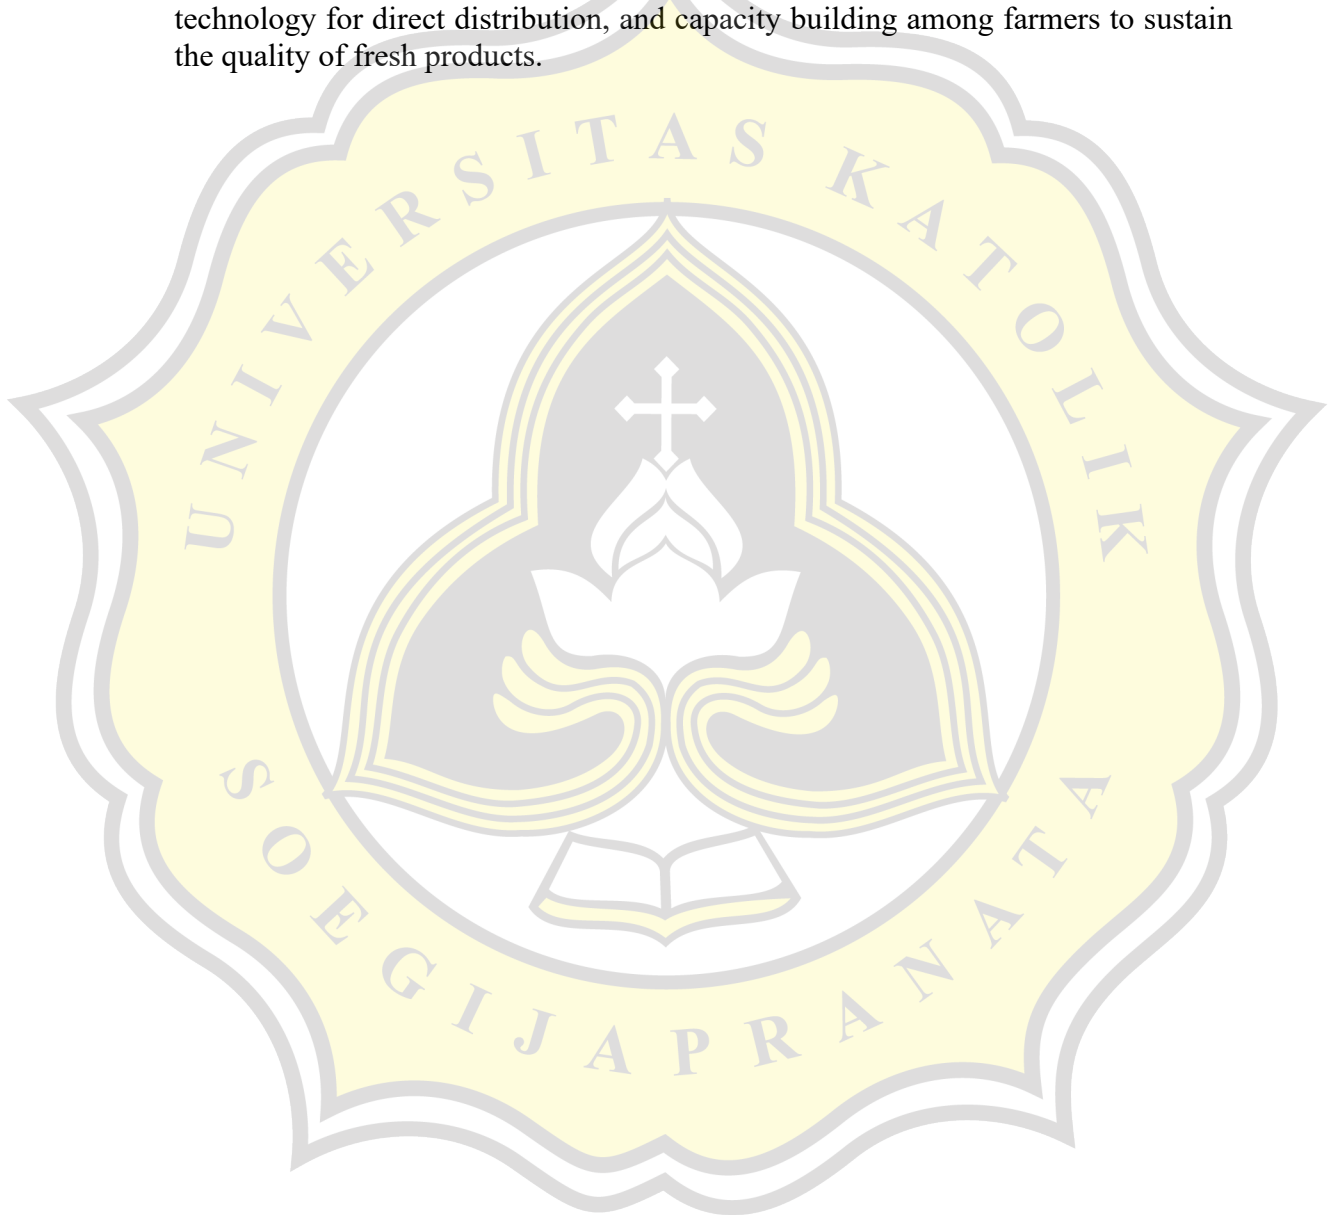 technology for direct distribution, and capacity building among farmers to sustain
the quality of fresh products.
UNIVERSITAS KATOLIK
SOEGIJAPRANATA